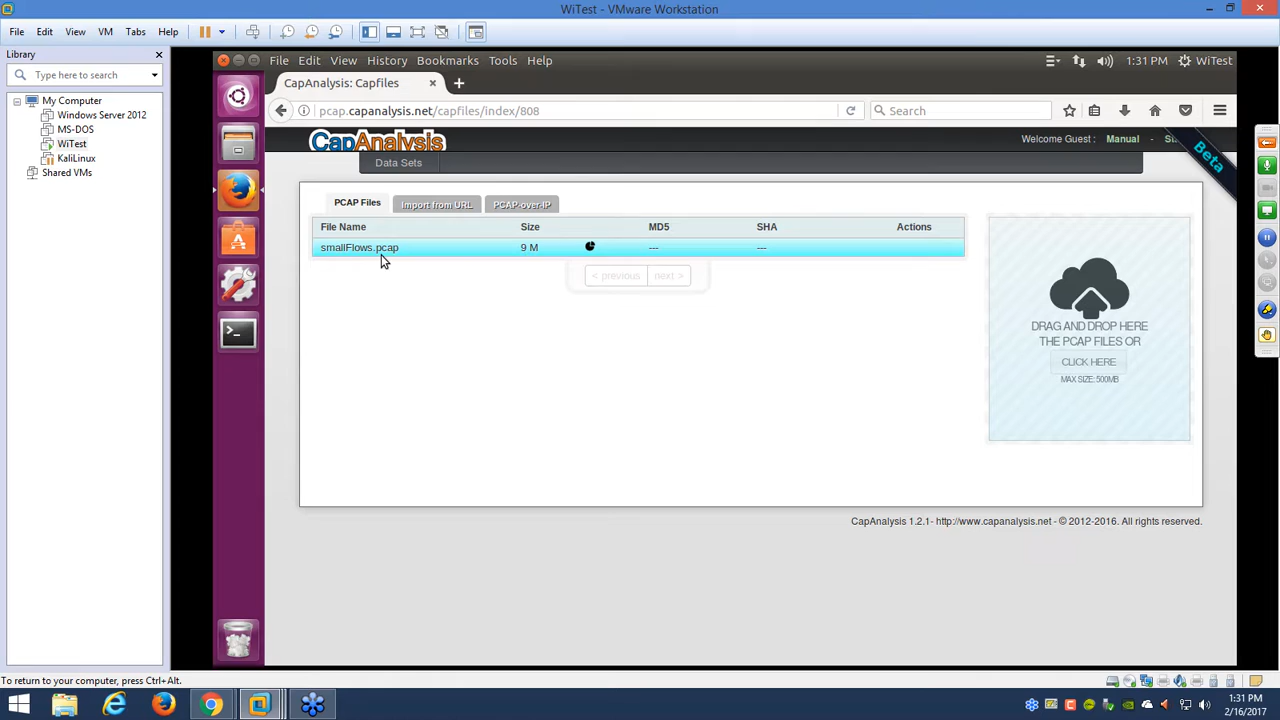 WiTest - VMware Workstation
File Edit View VM Tabs Help
Library
Type here to search
My Computer
Windows Server 2012
MS-DOS
WiTest
KaliLinux
Shared VMs
File Edit View History Bookmarks Tools Help
1:31 PM WiTest
CapAnalysis: Capfiles
pcap.capanalysis.net/capfiles/index/808
Search
CapAnalysis
Welcome Guest : Manual -
Beta
Data Sets
PCAP Files Import from URL PCAP-over-IP
File Name Size MD5 SHA Actions
smallFlows.pcap 9 M --- ---
< previous next >
DRAG AND DROP HERE
THE PCAP FILES OR
CLICK HERE
MAX SIZE: 500MB
CapAnalysis 1.2.1- http://www.capanalysis.net - © 2012-2016. All rights reserved.
To return to your computer, press Ctrl+Alt.
1:31 PM
2/16/2017